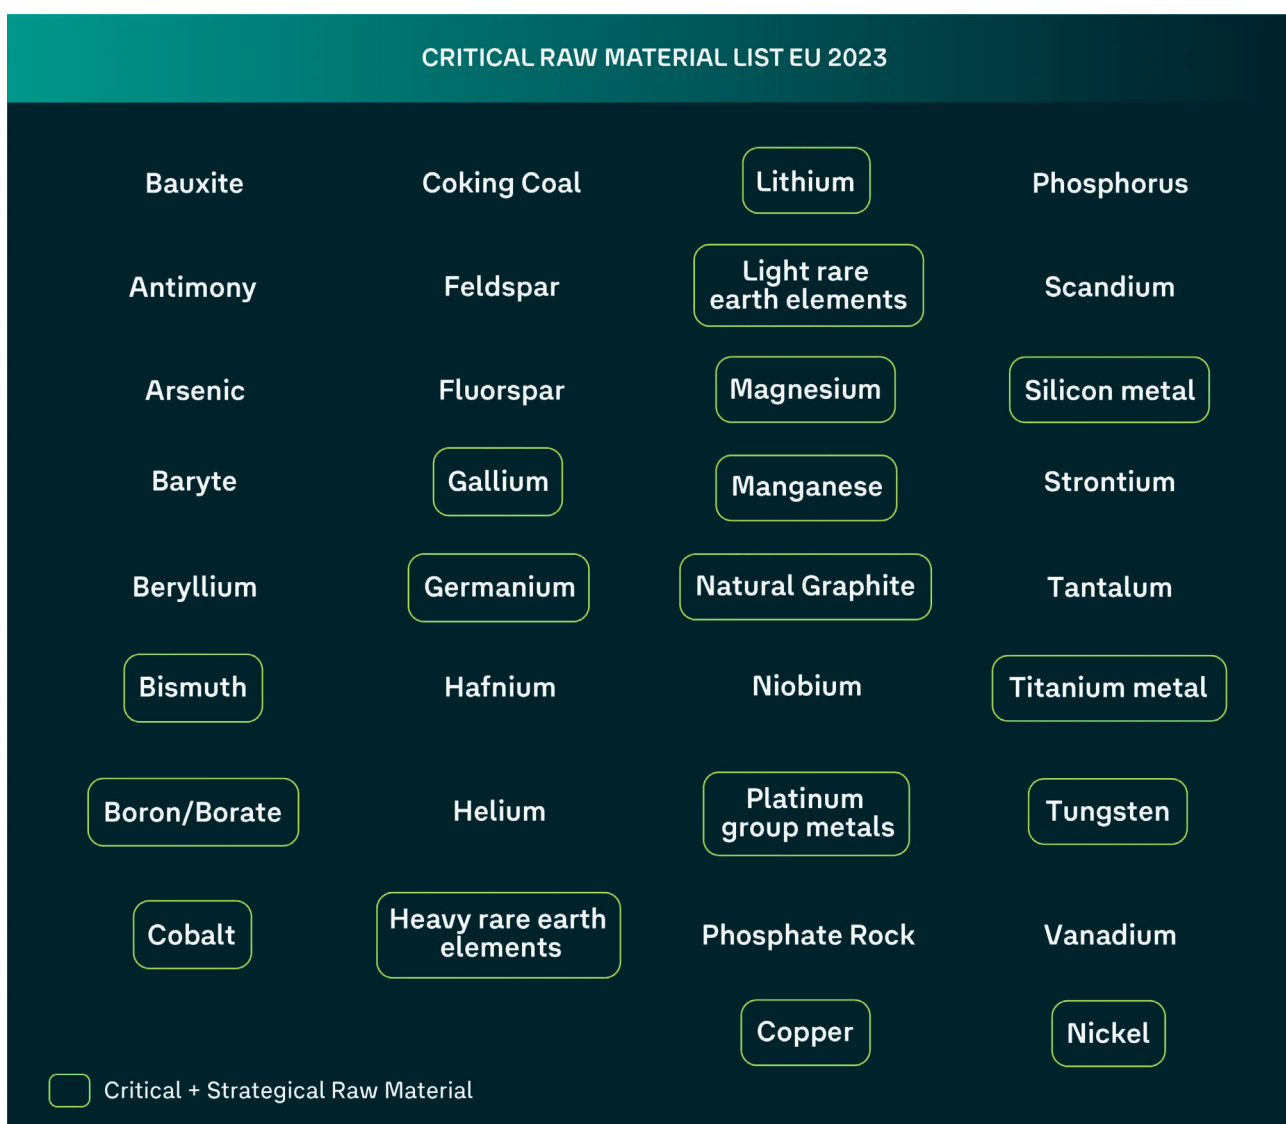 CRITICAL RAW MATERIAL LIST EU 2023
Bauxite
Coking Coal
Lithium
Phosphorus
Antimony
Feldspar
Light rare
earth elements
Scandium
Arsenic
Fluorspar
Magnesium
Silicon metal
Baryte
Gallium
Manganese
Strontium
Beryllium
Germanium
Natural Graphite
Tantalum
Bismuth
Hafnium
Niobium
Titanium metal
Boron/Borate
Helium
Platinum
group metals
Tungsten
Cobalt
Heavy rare earth
elements
Phosphate Rock
Vanadium
Copper
Nickel
Critical + Strategical Raw Material